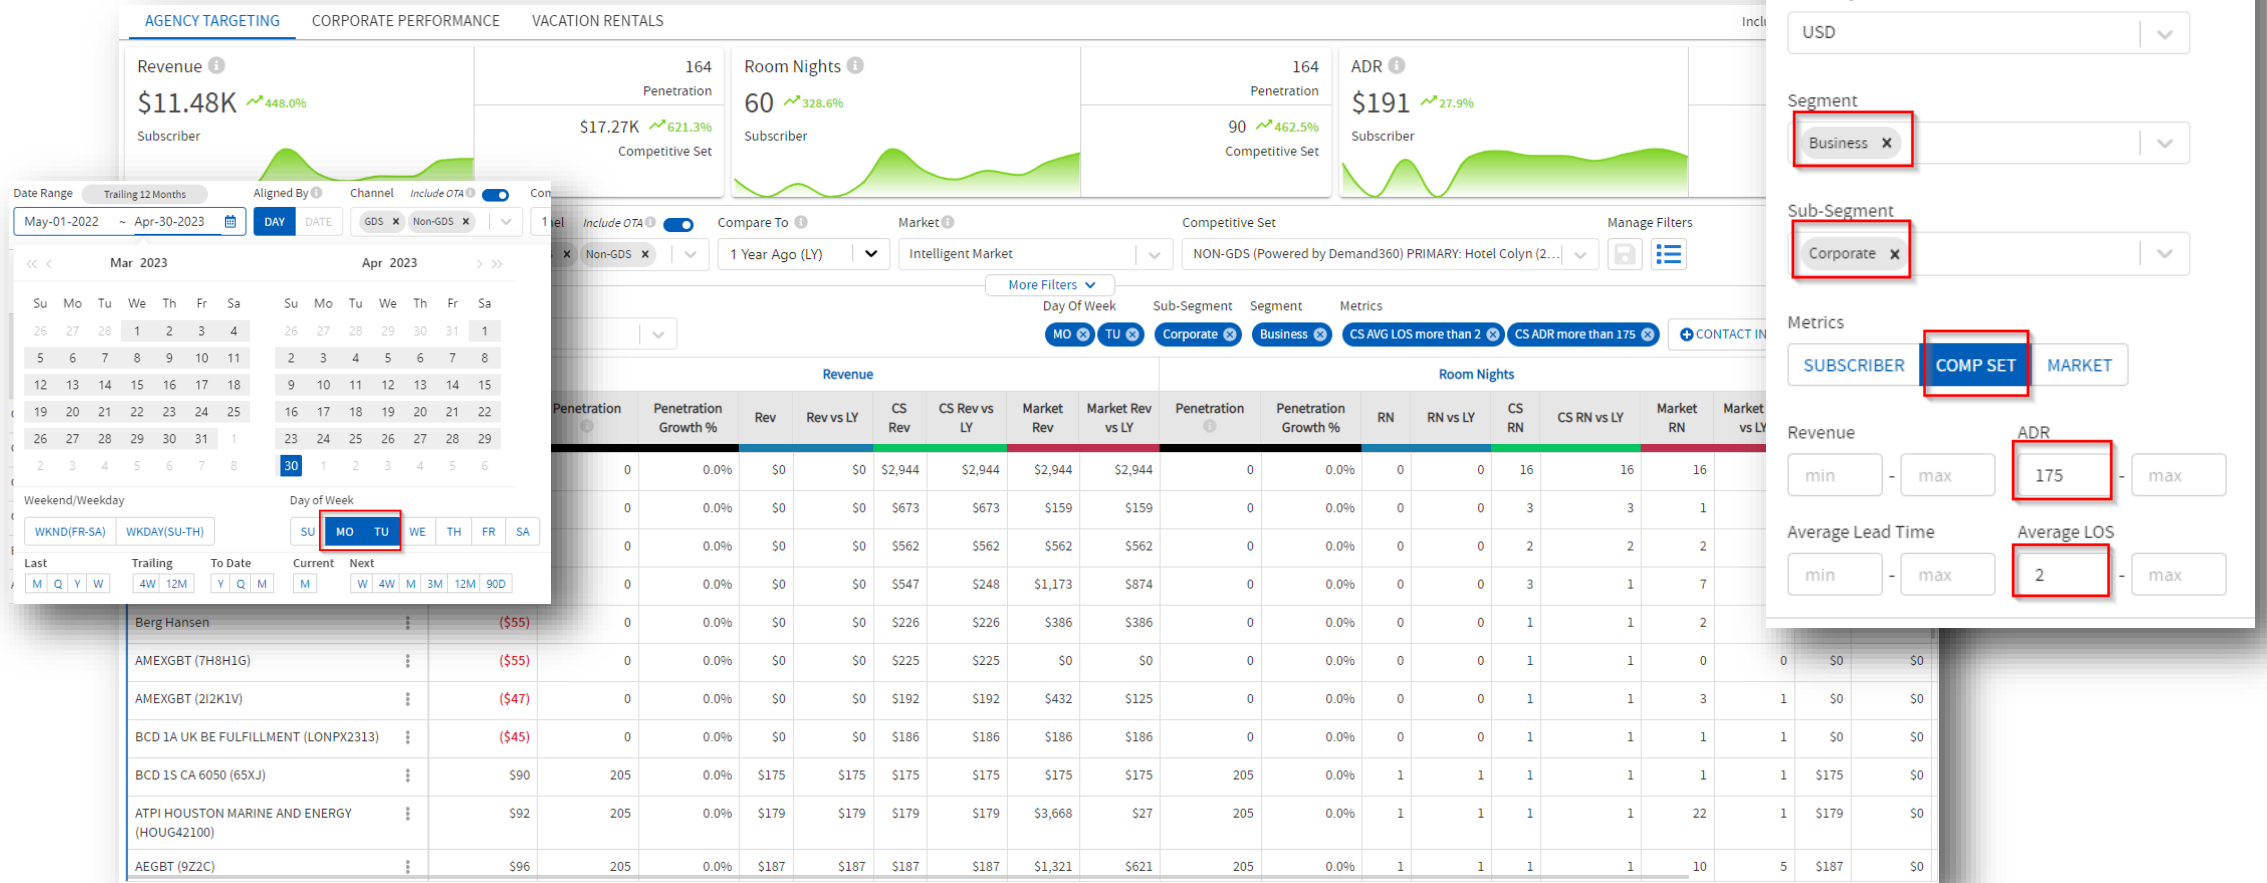 AGENCY TARGETING CORPORATE PERFORMANCE VACATION RENTALS
Revenue
164
Penetration
$11.48K 448.0%
Subscriber
$17.27K 621.3%
Competitive Set
Room Nights
164
Penetration
60 328.6%
Subscriber
90 462.5%
Competitive Set
ADR
$191 27.9%
Subscriber
Date Range Trailing 12 Months Aligned By Channel Include OTA
May-01-2022 ~ Apr-30-2023 DAY DATE GDS × Non-GDS ×
Mar 2023
Su Mo Tu We Th Fr Sa
26 27 28 1 2 3 4
5 6 7 8 9 10 11
12 13 14 15 16 17 18
19 20 21 22 23 24 25
26 27 28 29 30 31 1
2 3 4 5 6 7 8
Apr 2023
Su Mo Tu We Th Fr Sa
26 27 28 29 30 31 1
2 3 4 5 6 7 8
9 10 11 12 13 14 15
16 17 18 19 20 21 22
23 24 25 26 27 28 29
30 1 2 3 4 5 6
Weekend/Weekday
WKND(FR-SA) WKDAY(SU-TH)
Day of Week
SU MO TU WE TH FR SA
Last Trailing To Date Current Next
M Q Y W 4W 12M Y Q M M W 4W M 3M 12M 90D
Include OTA Compare To Market Competitive Set Manage Filters
× Non-GDS × 1 Year Ago (LY) Intelligent Market NON-GDS (Powered by Demand360) PRIMARY: Hotel Colyn (2...
More Filters
Day Of Week Sub-Segment Segment Metrics
MO TU Corporate Business CS AVG LOS more than 2 CS ADR more than 175 CONTACT IN
Revenue Room Nights
Penetration Penetration Growth % Rev Rev vs LY CS Rev CS Rev vs LY Market Rev Market Rev vs LY Penetration Penetration Growth % RN RN vs LY CS RN CS RN vs LY Market RN Market vs LY
0 0.0% $0 $0 $2,944 $2,944 $2,944 $2,944 0 0.0% 0 0 16 16 16
0 0.0% $0 $0 $673 $673 $159 $159 0 0.0% 0 0 3 3 1
0 0.0% $0 $0 $562 $562 $562 $562 0 0.0% 0 0 2 2 2
0 0.0% $0 $0 $547 $248 $1,173 $874 0 0.0% 0 0 3 1 7
Berg Hansen ($55) 0 0.0% $0 $0 $226 $226 $386 $386 0 0.0% 0 0 1 1 2
AMEXGBT (7H8H1G) ($55) 0 0.0% $0 $0 $225 $225 $0 $0 0 0.0% 0 0 1 1 0 0 $0 $0
AMEXGBT (2I2K1V) ($47) 0 0.0% $0 $0 $192 $192 $432 $125 0 0.0% 0 0 1 1 3 1 $0 $0
BCD 1A UK BE FULFILLMENT (LONPX2313) ($45) 0 0.0% $0 $0 $186 $186 $186 $186 0 0.0% 0 0 1 1 1 1 $0 $0
BCD 1S CA 6050 (65XJ) $90 205 0.0% $175 $175 $175 $175 $175 $175 205 0.0% 1 1 1 1 1 1 $175 $0
ATPI HOUSTON MARINE AND ENERGY
(HOUG42100) $92 205 0.0% $179 $179 $179 $179 $3,668 $27 205 0.0% 1 1 1 1 22 1 $179 $0
AEGBT (9Z2C) $96 205 0.0% $187 $187 $187 $187 $1,321 $621 205 0.0% 1 1 1 1 10 5 $187 $0
USD
Segment
Business ×
Sub-Segment
Corporate ×
Metrics
SUBSCRIBER COMP SET MARKET
Revenue ADR
min - max 175 - max
Average Lead Time Average LOS
min - max 2 - max